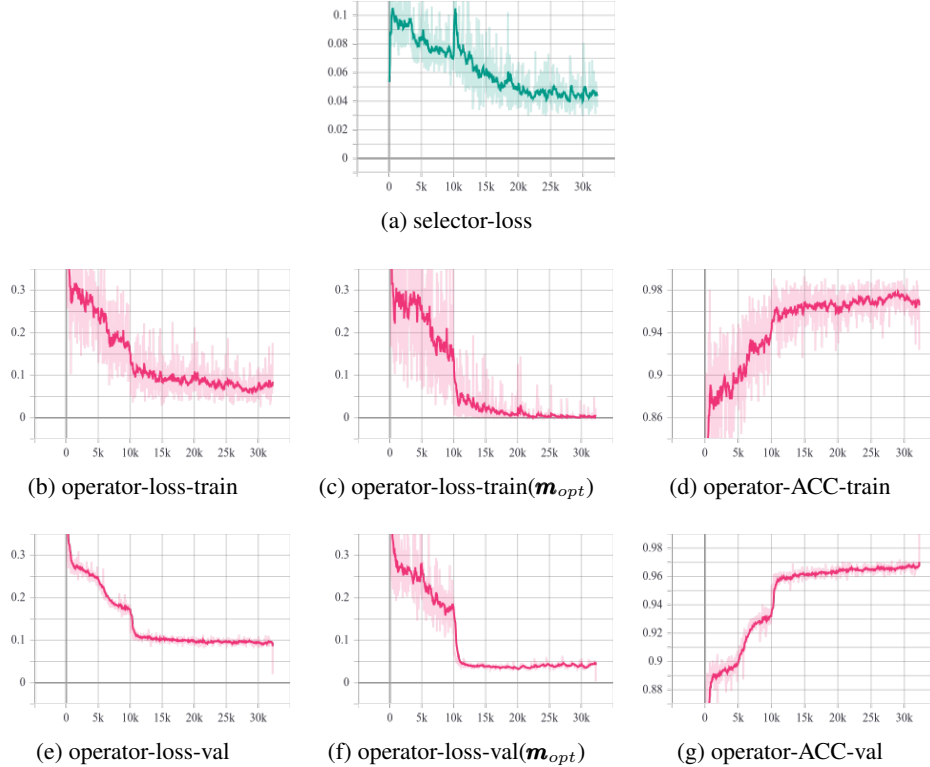 0.1
0.08
0.06
0.04
0.02
0
0 5k 10k 15k 20k 25k 30k
(a) selector-loss
0.3
0.2
0.1
0
0 5k 10k 15k 20k 25k 30k
(b) operator-loss-train
0.3
0.2
0.1
0
0 5k 10k 15k 20k 25k 30k
(c) operator-loss-train(m_opt)
0.98
0.94
0.9
0.86
0 5k 10k 15k 20k 25k 30k
(d) operator-ACC-train
0.3
0.2
0.1
0
0 5k 10k 15k 20k 25k 30k
(e) operator-loss-val
0.3
0.2
0.1
0
0 5k 10k 15k 20k 25k 30k
(f) operator-loss-val(m_opt)
0.98
0.96
0.94
0.92
0.9
0.88
0 5k 10k 15k 20k 25k 30k
(g) operator-ACC-val